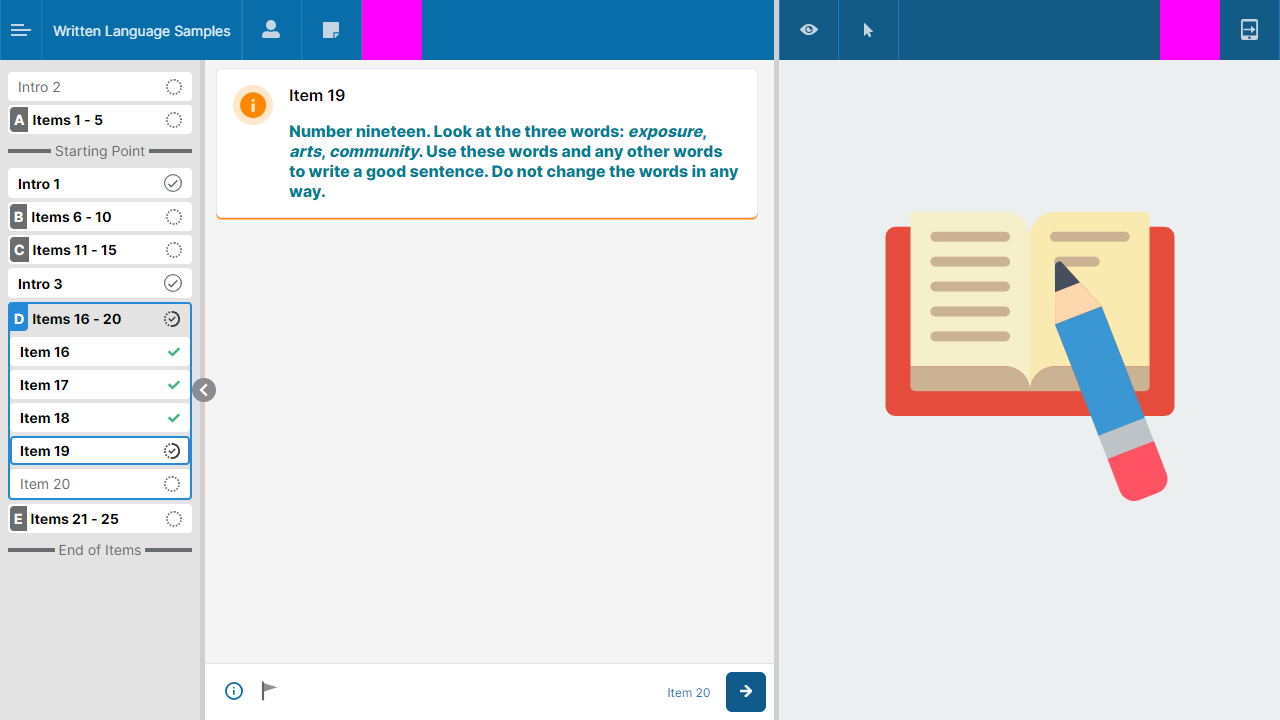 Written Language Samples
Intro 2
A Items 1 - 5
Starting Point
Intro 1
B Items 6 - 10
C Items 11 - 15
Intro 3
D Items 16 - 20
Item 16
Item 17
Item 18
Item 19
Item 20
E Items 21 - 25
End of Items
Item 19
Number nineteen. Look at the three words: exposure,
arts, community. Use these words and any other words
to write a good sentence. Do not change the words in any
way.
Item 20